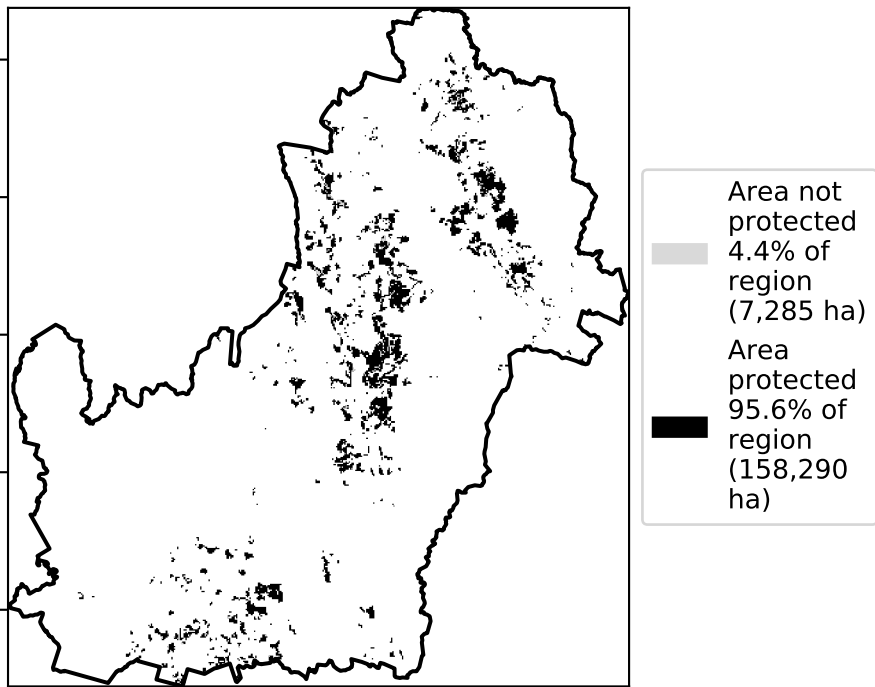 Area not
protected
4.4% of
region
(7,285 ha)
Area
protected
95.6% of
region
(158,290
ha)